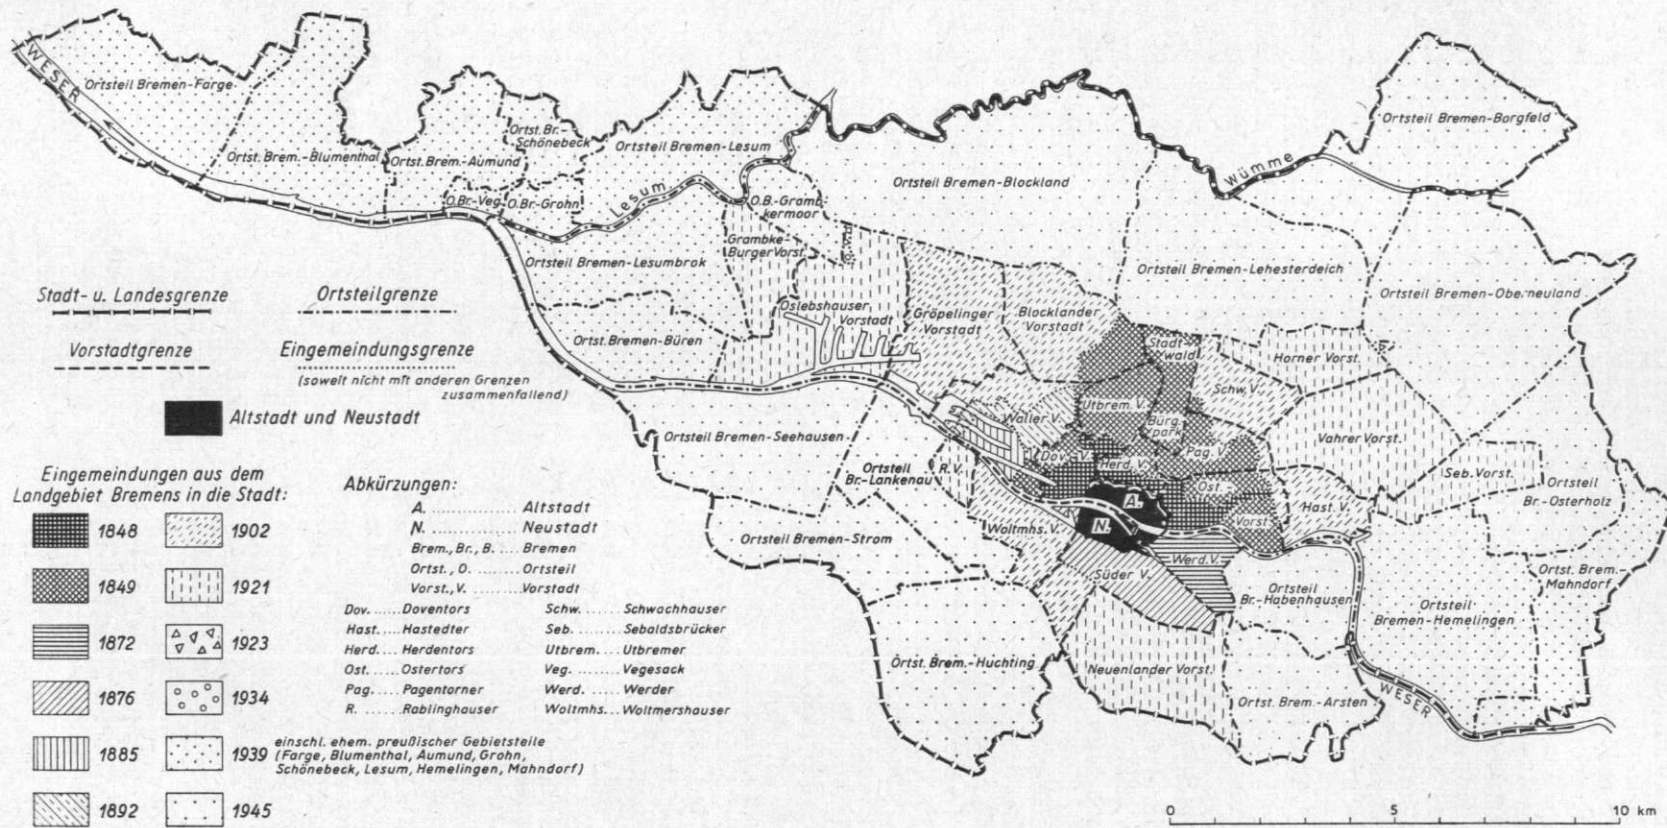 WESER
Ortsteil Bremen-Farge
Ortst. Brem.-Blumenthal
Ortst. Brem.-Aumund
Ortst. Br.-
Schönebeck
Ortsteil Bremen-Lesum
O.Br.-Veg.
O.Br.-Grohn
Lesum
Ortsteil Bremen-Blockland
Wümme
Ortsteil Bremen-Borgfeld
O.B.-Gramb-
kermoor
Grambke-
Burger Vorst.
Ortsteil Bremen-Lesumbrok
Ortst. Bremen-Büren
Oslebshauser
Vorstadt
Gröpelinger
Vorstadt
Blocklander
Vorstadt
Ortsteil Bremen-Lehesterdeich
Ortsteil Bremen-Oberneuland
Stadt-
wald
Horner Vorst.
Schw. V.
Waller V.
Utbrem. V.
Bürg.
park
Pag. V.
Vahrer Vorst.
Seb. Vorst.
Ortsteil
Br.-Osterholz
Dov.-V.
Herd. V.
Ost.
Vorst.
Hast. V.
Ortsteil Bremen-Seehausen
Ortsteil
Br.-Lankenau
R. V.
A.
N.
Woltmhs. V.
Ortsteil Bremen-Strom
Süder V.
Werd. V.
Ortsteil
Br.-Habenhausen
Ortsteil
Bremen-Hemelingen
Ortst. Brem.-
Mahndorf
Ortst. Brem.-Huchting
Neuenlander Vorst.
Ortst. Brem.-Arsten
WESER
Stadt- u. Landesgrenze
Ortsteilgrenze
Vorstadtgrenze
Eingemeindungsgrenze
(soweit nicht mit anderen Grenzen
zusammenfallend)
Altstadt und Neustadt
Eingemeindungen aus dem
Landgebiet Bremens in die Stadt:
1848 1902
1849 1921
1872 1923
1876 1934
1885 1939 einschl. ehem. preußischer Gebietsteile
(Farge, Blumenthal, Aumund, Grohn,
Schönebeck, Lesum, Hemelingen, Mahndorf)
1892 1945
Abkürzungen:
A. ............ Altstadt
N. ............ Neustadt
Brem., Br., B. .... Bremen
Ortst., O. ....... Ortsteil
Vorst., V. ....... Vorstadt
Dov. .... Doventors Schw. .... Schwachhauser
Hast. .... Hastedter Seb. ....... Sebaldsbrücker
Herd. .... Herdentors Utbrem. ... Utbremer
Ost. ..... Ostertors Veg. ....... Vegesack
Pag. .... Pagentorner Werd. ..... Werder
R. ....... Rablinghauser Woltmhs. .. Woltmershauser
0 5 10 km